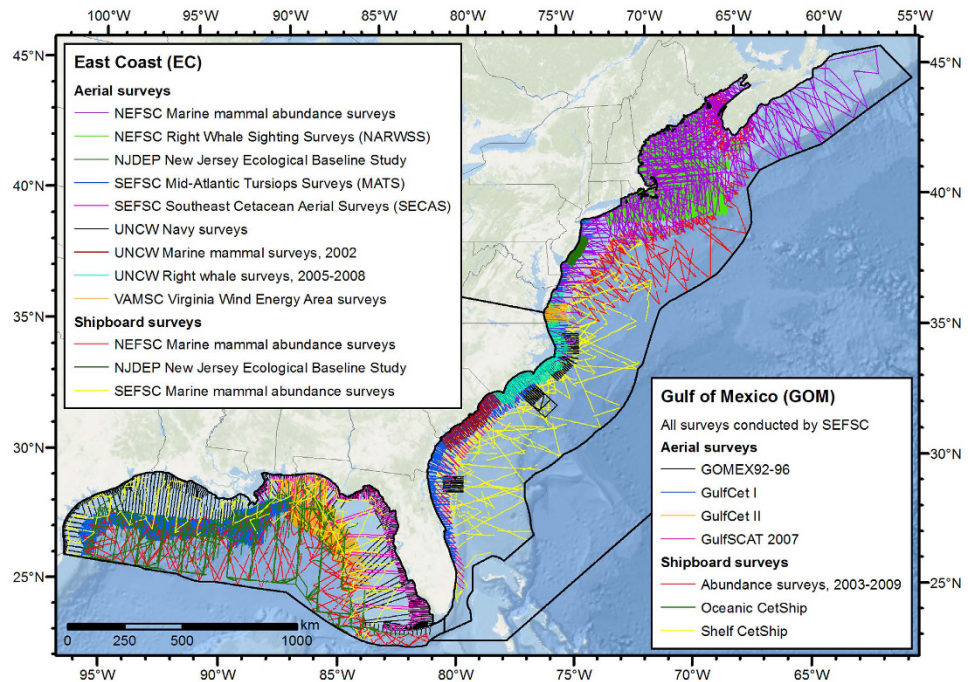 100°W 95°W 90°W 85°W 80°W 75°W 70°W 65°W 60°W 55°W
45°N
40°N
35°N
30°N
25°N
East Coast (EC)
Aerial surveys
NEFSC Marine mammal abundance surveys
NEFSC Right Whale Sighting Surveys (NARWSS)
NJDEP New Jersey Ecological Baseline Study
SEFSC Mid-Atlantic Tursiops Surveys (MATS)
SEFSC Southest Cetacean Aerial Surveys (SECAS)
UNCW Navy surveys
UNCW Marine mammal surveys, 2002
UNCW Right whale surveys, 2005-2008
VAMSC Virginia Wind Energy Area surveys
Shipboard surveys
NEFSC Marine mammal abundance surveys
NJDEP New Jersey Ecological Baseline Study
SEFSC Marine mammal abundance surveys
45°N
40°N
35°N
30°N
25°N
Gulf of Mexico (GOM)
All surveys conducted by SEFSC
Aerial surveys
GOMEX92-96
GulfCet I
GulfCet II
GulfSCAT 2007
Shipboard surveys
Abundance surveys, 2003-2009
Oceanic CetShip
Shelf CetShip
km
0 250 500 1000
95°W 90°W 85°W 80°W 75°W 70°W 65°W